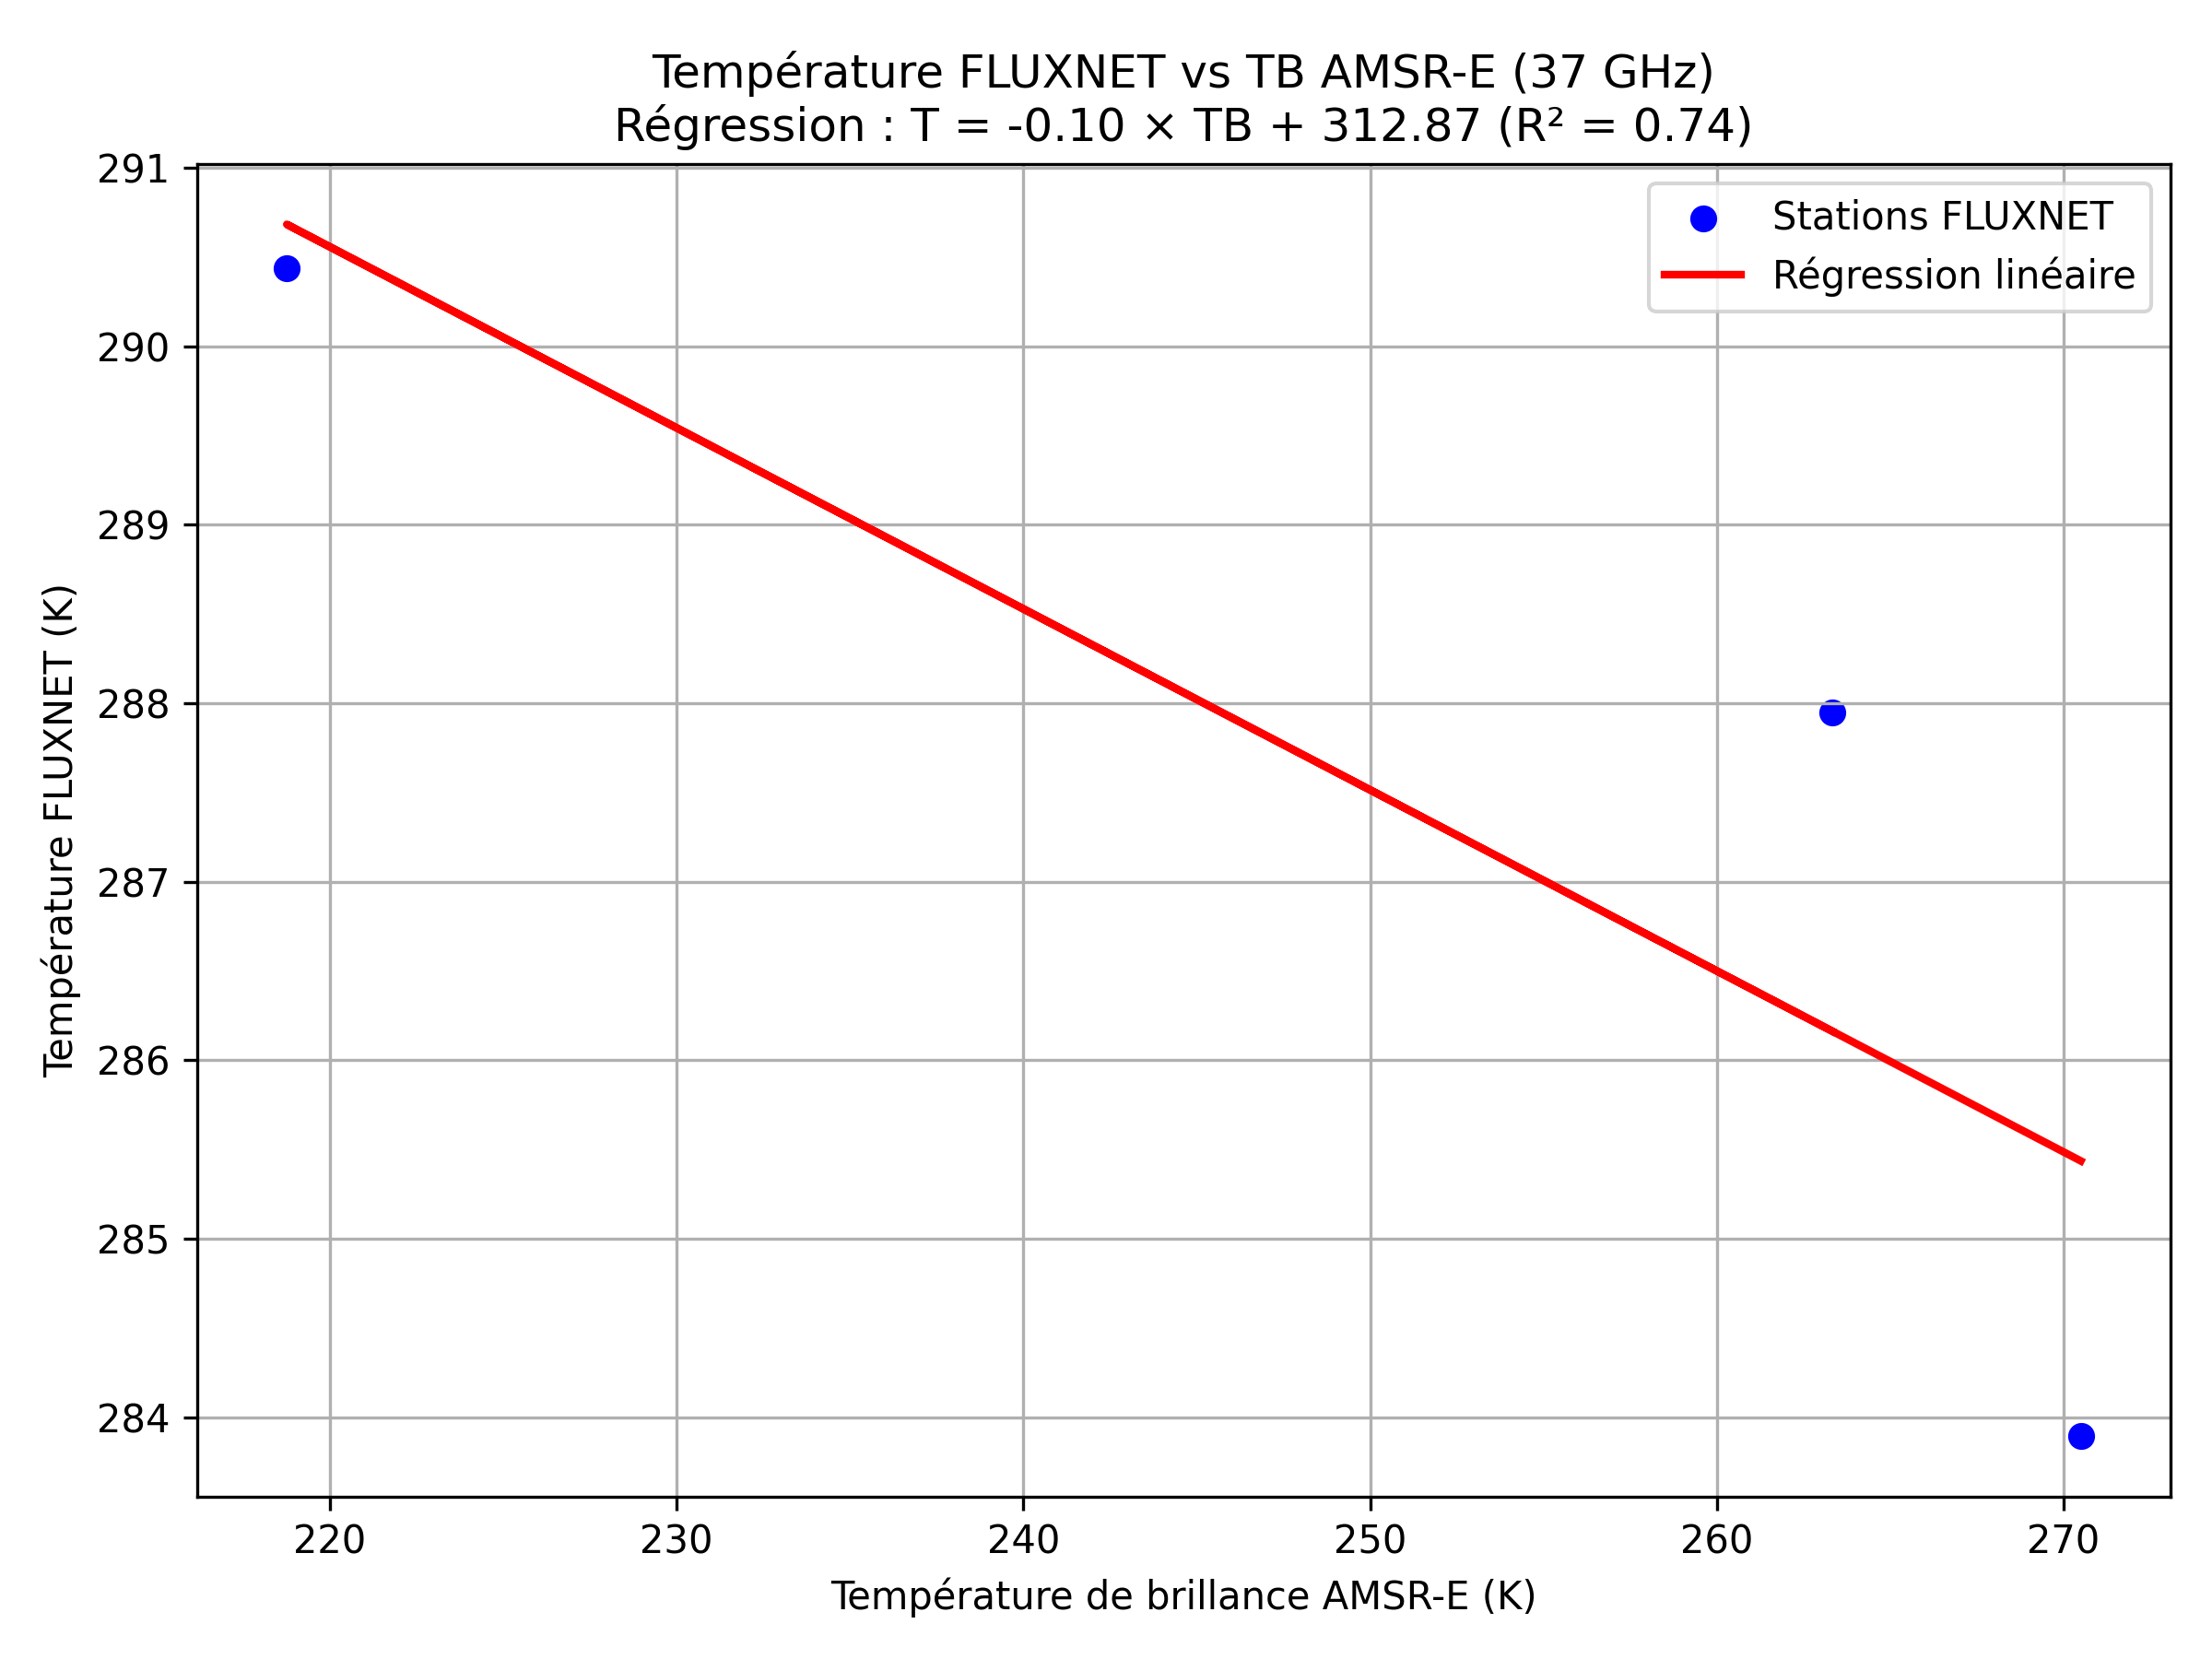 Température FLUXNET vs TB AMSR-E (37 GHz)
Régression : T = -0.10 × TB + 312.87 (R² = 0.74)
Stations FLUXNET
Régression linéaire
Température FLUXNET (K)
291
290
289
288
287
286
285
284
220 230 240 250 260 270
Température de brillance AMSR-E (K)